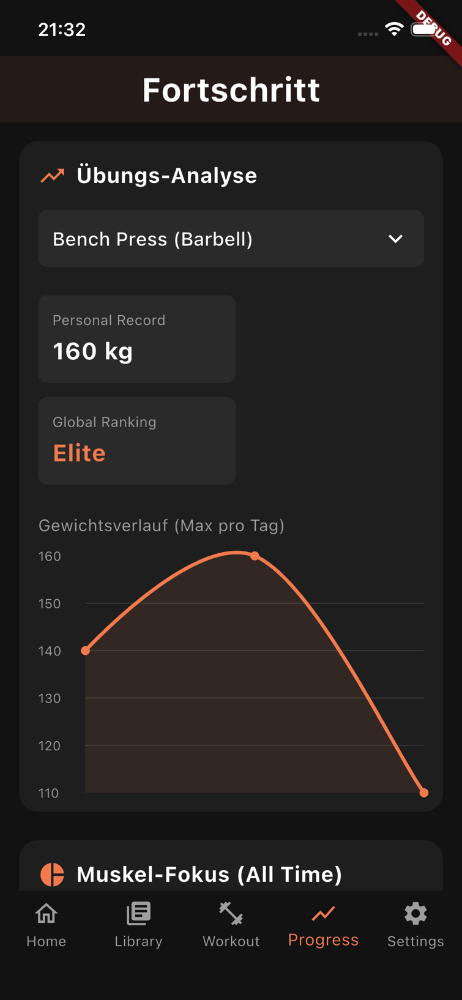 21:32
DEBUG
Fortschritt
Übungs-Analyse
Bench Press (Barbell)
Personal Record
160 kg
Global Ranking
Elite
Gewichtsverlauf (Max pro Tag)
160
150
140
130
120
110
Muskel-Fokus (All Time)
Home Library Workout Progress Settings